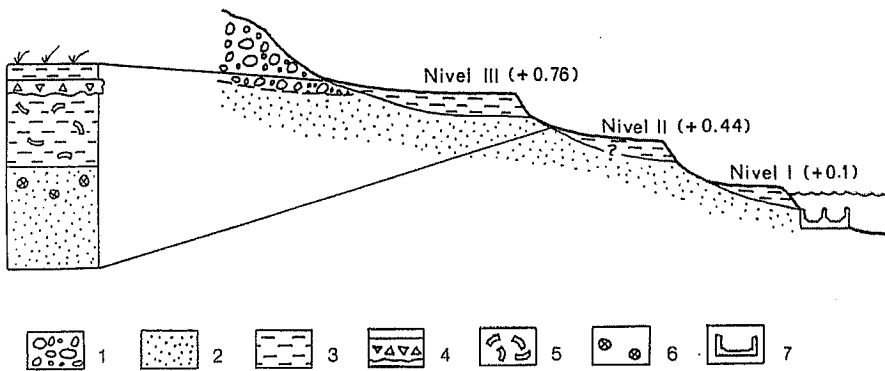 Nivel III (+0.76)
Nivel II (+0.44)
?
Nivel I (+0.1)
1 2 3 4 5 6 7